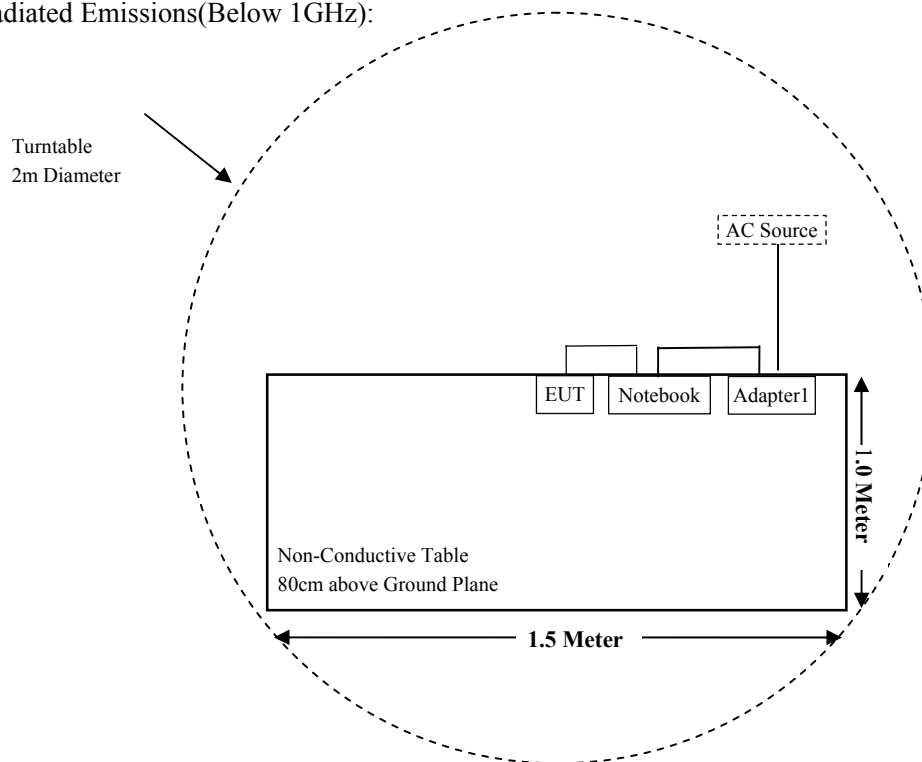 adiated Emissions(Below 1GHz):
Turntable
2m Diameter
AC Source
EUT
Notebook
Adapter1
1.0 Meter
Non-Conductive Table
80cm above Ground Plane
1.5 Meter